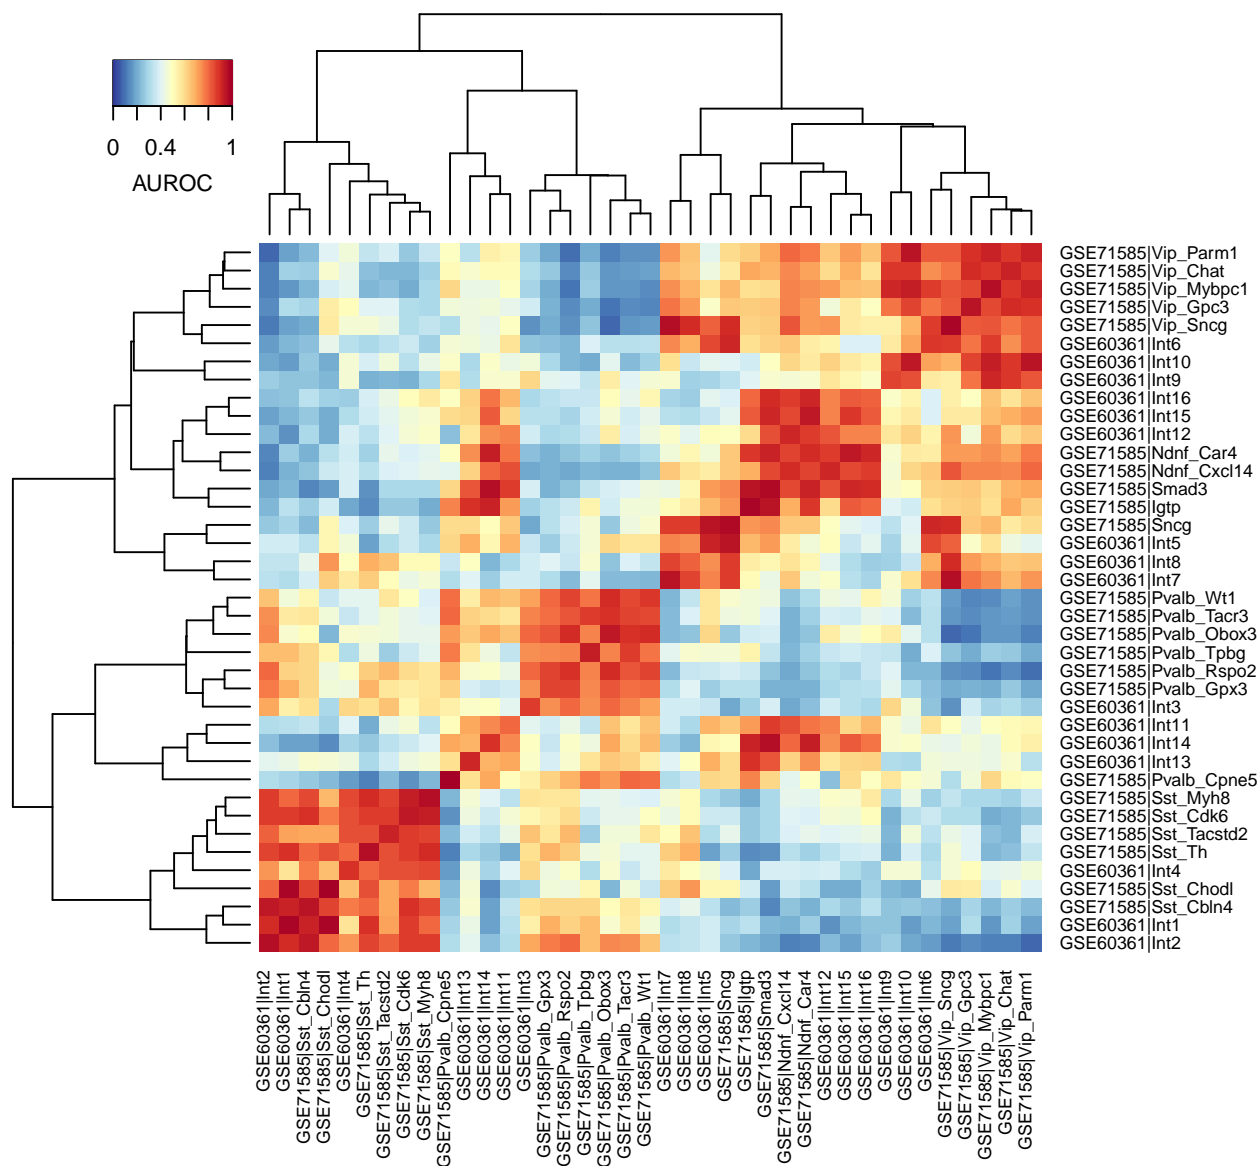 0 0.4 1
AUROC
GSE71585|Vip_Parm1
GSE71585|Vip_Chat
GSE71585|Vip_Mybpc1
GSE71585|Vip_Gpc3
GSE71585|Vip_Sncg
GSE60361|Int6
GSE60361|Int10
GSE60361|Int9
GSE60361|Int16
GSE60361|Int15
GSE60361|Int12
GSE71585|Ndnf_Car4
GSE71585|Ndnf_Cxcl14
GSE71585|Smad3
GSE71585|Igtp
GSE71585|Sncg
GSE60361|Int5
GSE60361|Int8
GSE60361|Int7
GSE71585|Pvalb_Wt1
GSE71585|Pvalb_Tacr3
GSE71585|Pvalb_Obox3
GSE71585|Pvalb_Tpbg
GSE71585|Pvalb_Rspo2
GSE71585|Pvalb_Gpx3
GSE60361|Int3
GSE60361|Int11
GSE60361|Int14
GSE60361|Int13
GSE71585|Pvalb_Cpne5
GSE71585|Sst_Myh8
GSE71585|Sst_Cdk6
GSE71585|Sst_Tacstd2
GSE71585|Sst_Th
GSE60361|Int4
GSE71585|Sst_Chodl
GSE71585|Sst_Cbln4
GSE60361|Int1
GSE60361|Int2
GSE60361|Int2
GSE60361|Int1
GSE71585|Sst_Cbln4
GSE71585|Sst_Chodl
GSE60361|Int4
GSE71585|Sst_Th
GSE71585|Sst_Tacstd2
GSE71585|Sst_Cdk6
GSE71585|Sst_Myh8
GSE71585|Pvalb_Cpne5
GSE60361|Int13
GSE60361|Int14
GSE60361|Int11
GSE60361|Int3
GSE71585|Pvalb_Gpx3
GSE71585|Pvalb_Rspo2
GSE71585|Pvalb_Tpbg
GSE71585|Pvalb_Obox3
GSE71585|Pvalb_Tacr3
GSE71585|Pvalb_Wt1
GSE60361|Int7
GSE60361|Int8
GSE60361|Int5
GSE71585|Sncg
GSE71585|Igtp
GSE71585|Smad3
GSE71585|Ndnf_Cxcl14
GSE71585|Ndnf_Car4
GSE60361|Int12
GSE60361|Int15
GSE60361|Int16
GSE60361|Int9
GSE60361|Int10
GSE60361|Int6
GSE71585|Vip_Sncg
GSE71585|Vip_Gpc3
GSE71585|Vip_Mybpc1
GSE71585|Vip_Chat
GSE71585|Vip_Parm1